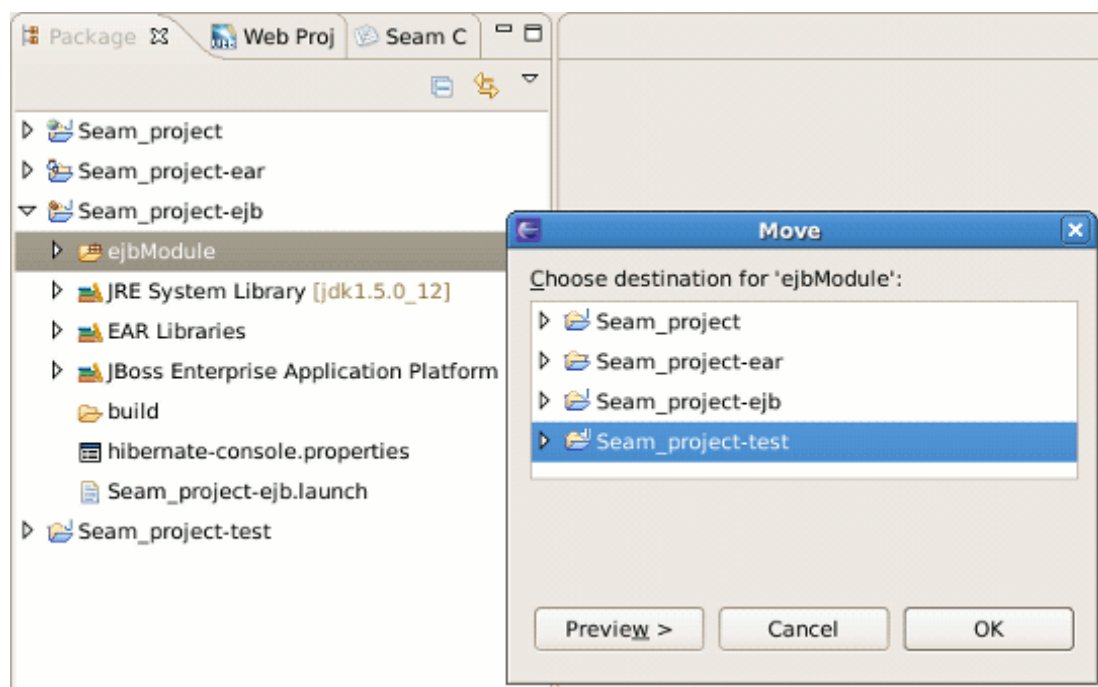 Package Web Proj Seam C
Seam_project
Seam_project-ear
Seam_project-ejb
ejbModule
JRE System Library [jdk1.5.0_12]
EAR Libraries
JBoss Enterprise Application Platform
build
hibernate-console.properties
Seam_project-ejb.launch
Seam_project-test
Move
Choose destination for 'ejbModule':
Seam_project
Seam_project-ear
Seam_project-ejb
Seam_project-test
Preview > Cancel OK